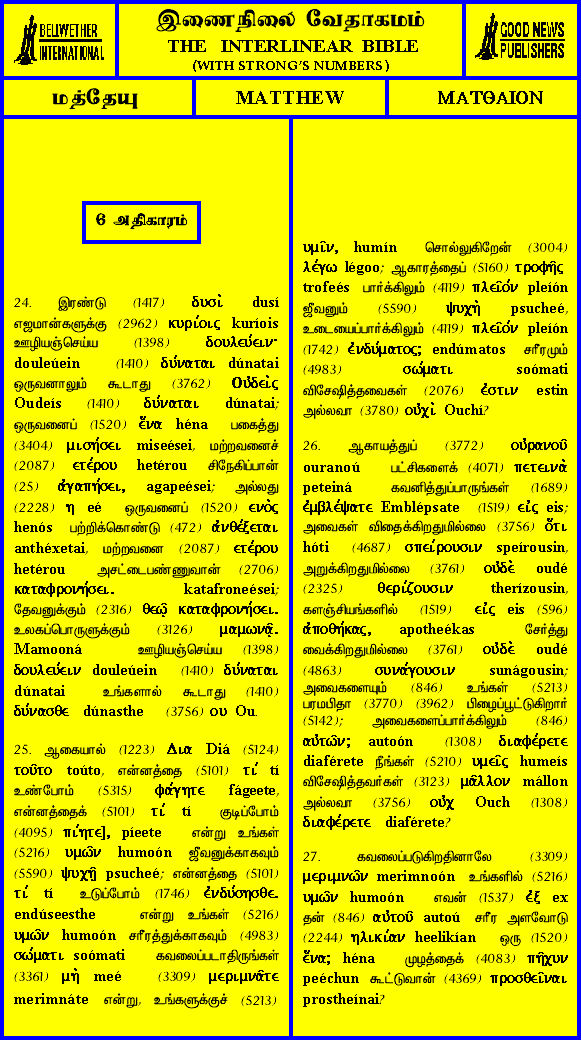 BELLWETHER
INTERNATIONAL
இணைநிலை வேதாகமம்
THE INTERLINEAR BIBLE
(WITH STRONG'S NUMBERS)
GOOD NEWS
PUBLISHERS
மத்தேயு
MATTHEW
ΜΑΤΘΑΙΟΝ
6 அதிகாரம்
24. இரண்டு (1417) δυσὶ dusí
எஜமான்களுக்கு (2962) κυρίοις kuríois
ஊழியஞ்செய்ய (1398) δουλεύειν·
douleúein (1410) δύναται dúnatai
ஒருவனாலும் கூடாது (3762) Οὐδεὶς
Oudeís (1410) δύναται dúnatai;
ஒருவனைப் (1520) ἕνα héna பகைத்து
(3404) μισήσει miseései, மற்றவனைச்
(2087) ετέρου hetérou சிநேகிப்பான்
(25) ἀγαπήσει, agapeései; அல்லது
(2228) η eé ஒருவனைப் (1520) ενὸς
henós பற்றிக்கொண்டு (472) ἀνθέξεται
anthéxetai, மற்றவனை (2087) ετέρου
hetérou அசட்டைபண்ணுவான் (2706)
καταφρονήσει. katafroneései;
தேவனுக்கும் (2316) θεῷ καταφρονήσει.
உலகப்பொருளுக்கும் (3126) μαμωνᾷ.
Mamooná ஊழியஞ்செய்ய (1398)
δουλεύειν douleúein (1410) δύναται
dúnatai உங்களால் கூடாது (1410)
δύνασθε dúnasthe (3756) ου Ou.
25. ஆகையால் (1223) Δια Diá (5124)
τοῦτο toúto, என்னத்தை (5101) τί tí
உண்போம் (5315) φάγητε fágeete,
என்னத்தைக் (5101) τί tí குடிப்போம்
(4095) πίητε], píeete என்று உங்கள்
(5216) υμῶν humoón ஜீவனுக்காகவும்
(5590) ψυχῇ psucheé; என்னத்தை (5101)
τί tí உடுப்போம் (1746) ἐνδύσησθε.
endúseesthe என்று உங்கள் (5216)
υμῶν humoón சரீரத்துக்காகவும் (4983)
σώματι soómati கவலைப்படாதிருங்கள்
(3361) μὴ meé (3309) μεριμνᾶτε
merimnáte என்று, உங்களுக்குச் (5213)
υμῖν, humín சொல்லுகிறேன் (3004)
λέγω légoo; ஆகாரத்தைப் (5160) τροφῆς
trofeés பார்க்கிலும் (4119) πλεῖόν pleíón
ஜீவனும் (5590) ψυχὴ psucheé,
உடையைப்பார்க்கிலும் (4119) πλεῖόν pleíón
(1742) ἐνδύματος; endúmatos சரீரமும்
(4983) σώματι soómati
விசேஷித்தவைகள் (2076) ἐστιν estin
அல்லவா (3780) οὐχὶ Ouchí?
26. ஆகாயத்துப் (3772) οὐρανοῦ
ouranoú பட்சிகளைக் (4071) πετεινὰ
peteiná கவனித்துப்பாருங்கள் (1689)
ἐμβλέψατε Emblépsate (1519) εἰς eis;
அவைகள் விதைக்கிறதுமில்லை (3756) ὅτι
hóti (4687) σπείρουσιν speírousin,
அறுக்கிறதுமில்லை (3761) οὐδὲ oudé
(2325) θερίζουσιν therízousin,
களஞ்சியங்களில் (1519) εἰς eis (596)
ἀποθήκας, apotheékas சேர்த்து
வைக்கிறதுமில்லை (3761) οὐδὲ oudé
(4863) συνάγουσιν sunágousin;
அவைகளையும் (846) உங்கள் (5213)
பரமபிதா (3770) (3962) பிழைப்பூட்டுகிறார்
(5142); அவைகளைப்பார்க்கிலும் (846)
αὐτῶν; autoón (1308) διαφέρετε
diaférete நீங்கள் (5210) υμεῖς humeís
விசேஷித்தவர்கள் (3123) μᾶλλον mállon
அல்லவா (3756) οὐχ Ouch (1308)
διαφέρετε diaférete?
27. கவலைப்படுகிறதினாலே (3309)
μεριμνῶν merimnoón உங்களில் (5216)
υμῶν humoón எவன் (1537) ἐξ ex
தன் (846) αὐτοῦ autoú சரீர அளவோடு
(2244) ηλικίαν heelikían ஒரு (1520)
ἕνα; héna முழத்தைக் (4083) πῆχυν
peéchun கூட்டுவான் (4369) προσθεῖναι
prostheínai?